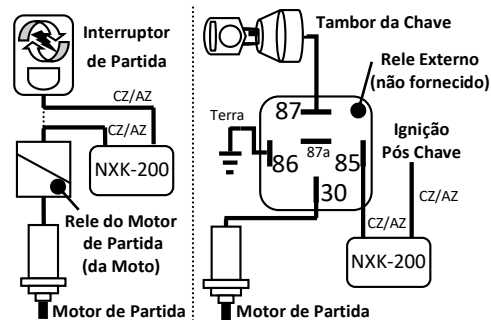 Interruptor
de Partida
CZ/AZ
CZ/AZ
NXK-200
Rele do Motor
de Partida
(da Moto)
Motor de Partida
Tambor da Chave
Rele Externo
(não fornecido)
87
Terra
87a
86
85
30
Ignição
Pós Chave
CZ/AZ
CZ/AZ
NXK-200
Motor de Partida